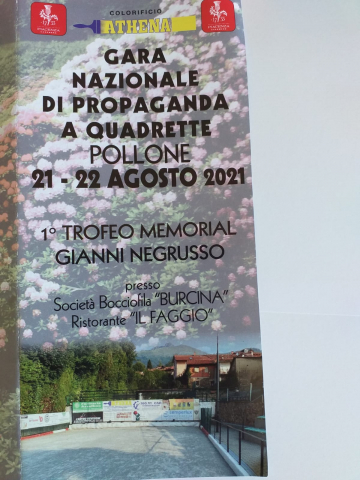 COLORIFICIO
ATHENA
GARA
NAZIONALE
DI PROPAGANDA
A QUADRETTE
POLLONE
21 - 22 AGOSTO 2021
1° TROFEO MEMORIAL
GIANNI NEGRUSSO
presso
Società Bocciofila "BURCINA"
Ristorante "IL FAGGIO"